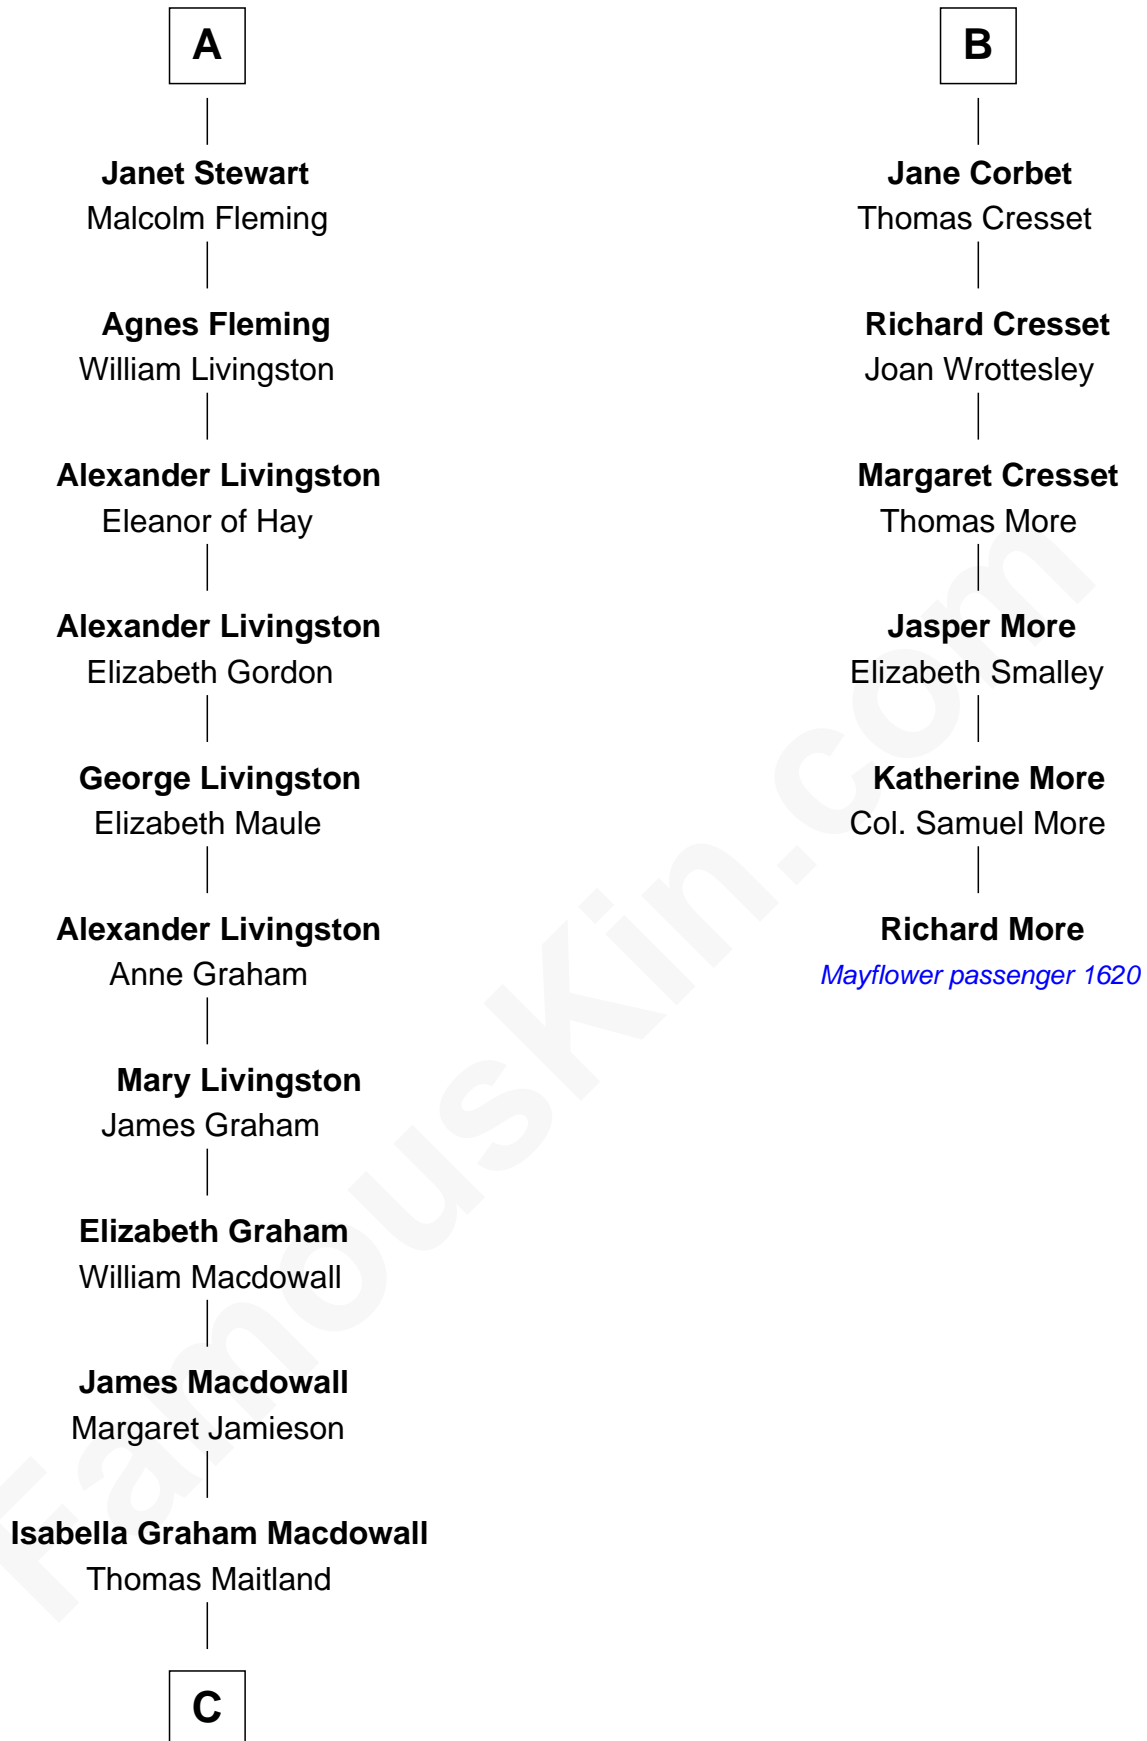 A
Janet Stewart
Malcolm Fleming
Agnes Fleming
William Livingston
Alexander Livingston
Eleanor of Hay
Alexander Livingston
Elizabeth Gordon
George Livingston
Elizabeth Maule
Alexander Livingston
Anne Graham
Mary Livingston
James Graham
Elizabeth Graham
William Macdowall
James Macdowall
Margaret Jamieson
Isabella Graham Macdowall
Thomas Maitland
C
B
Jane Corbet
Thomas Cresset
Richard Cresset
Joan Wrottesley
Margaret Cresset
Thomas More
Jasper More
Elizabeth Smalley
Katherine More
Col. Samuel More
Richard More
Mayflower passenger 1620
FamousKin.com